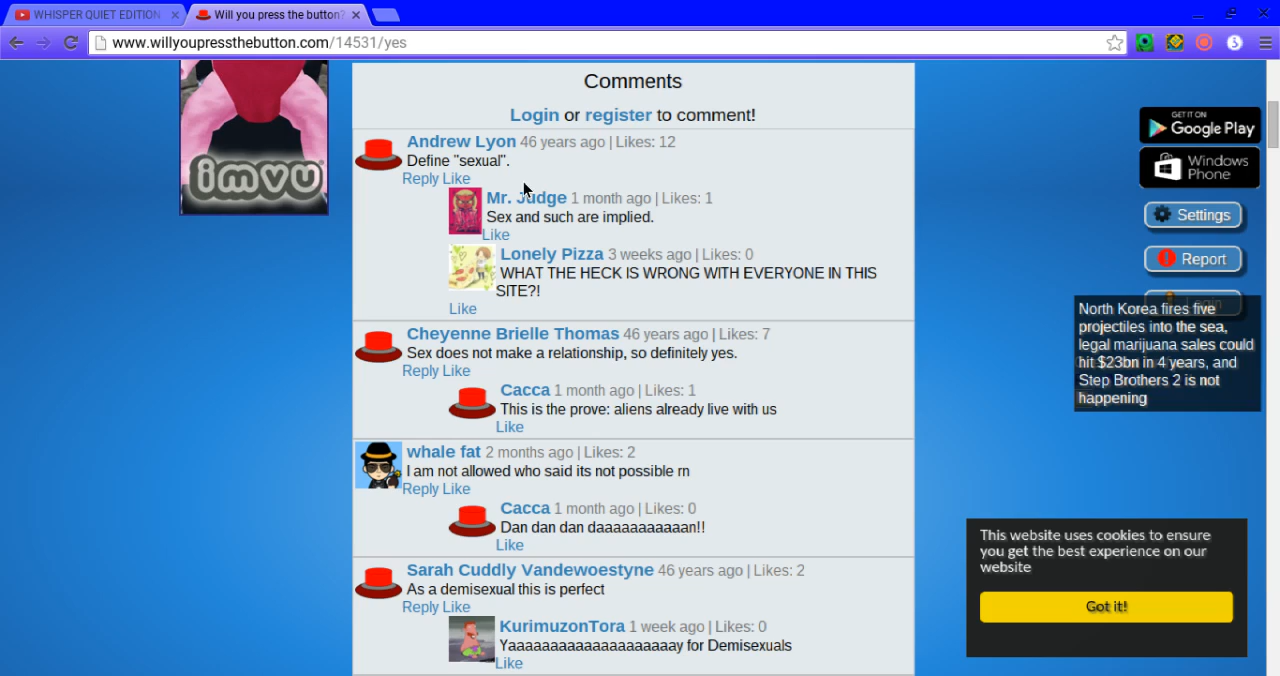 WHISPER QUIET EDITION
Will you press the button?
www.willyoupressthebutton.com/14531/yes
imvu
Comments
Login or register to comment!
Andrew Lyon 46 years ago | Likes: 12
Define "sexual".
Reply Like
Mr. Judge 1 month ago | Likes: 1
Sex and such are implied.
Like
Lonely Pizza 3 weeks ago | Likes: 0
WHAT THE HECK IS WRONG WITH EVERYONE IN THIS
SITE?!
Like
Cheyenne Brielle Thomas 46 years ago | Likes: 7
Sex does not make a relationship, so definitely yes.
Reply Like
Cacca 1 month ago | Likes: 1
This is the prove: aliens already live with us
Like
whale fat 2 months ago | Likes: 2
I am not allowed who said its not possible rn
Reply Like
Cacca 1 month ago | Likes: 0
Dan dan dan daaaaaaaaaaan!!
Like
Sarah Cuddly Vandewoestyne 46 years ago | Likes: 2
As a demisexual this is perfect
Reply Like
KurimuzonTora 1 week ago | Likes: 0
Yaaaaaaaaaaaaaaaaaaay for Demisexuals
Like
GET IT ON
Google Play
Windows
Phone
Settings
Report
Login
North Korea fires five
projectiles into the sea,
legal marijuana sales could
hit $23bn in 4 years, and
Step Brothers 2 is not
happening
This website uses cookies to ensure
you get the best experience on our
website
Got it!